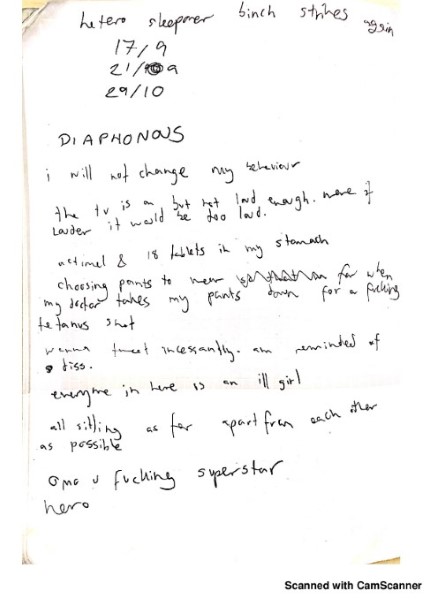 hetero sleepover binch strikes again
17/9
21/9
29/10
DIAPHONOUS
i will not change my behaviour
the tv is on but not loud enough. were it
louder it would be too loud.
actimel & 18 tablets in my stomach
choosing pants to wear for when
my doctor takes my pants down for a fucking
tetanus shot
wanna tweet incessantly. am reminded of
diss.
everyone in here is an ill girl
all sitting as far apart from each other
as possible
omg u fucking superstar
hero
Scanned with CamScanner